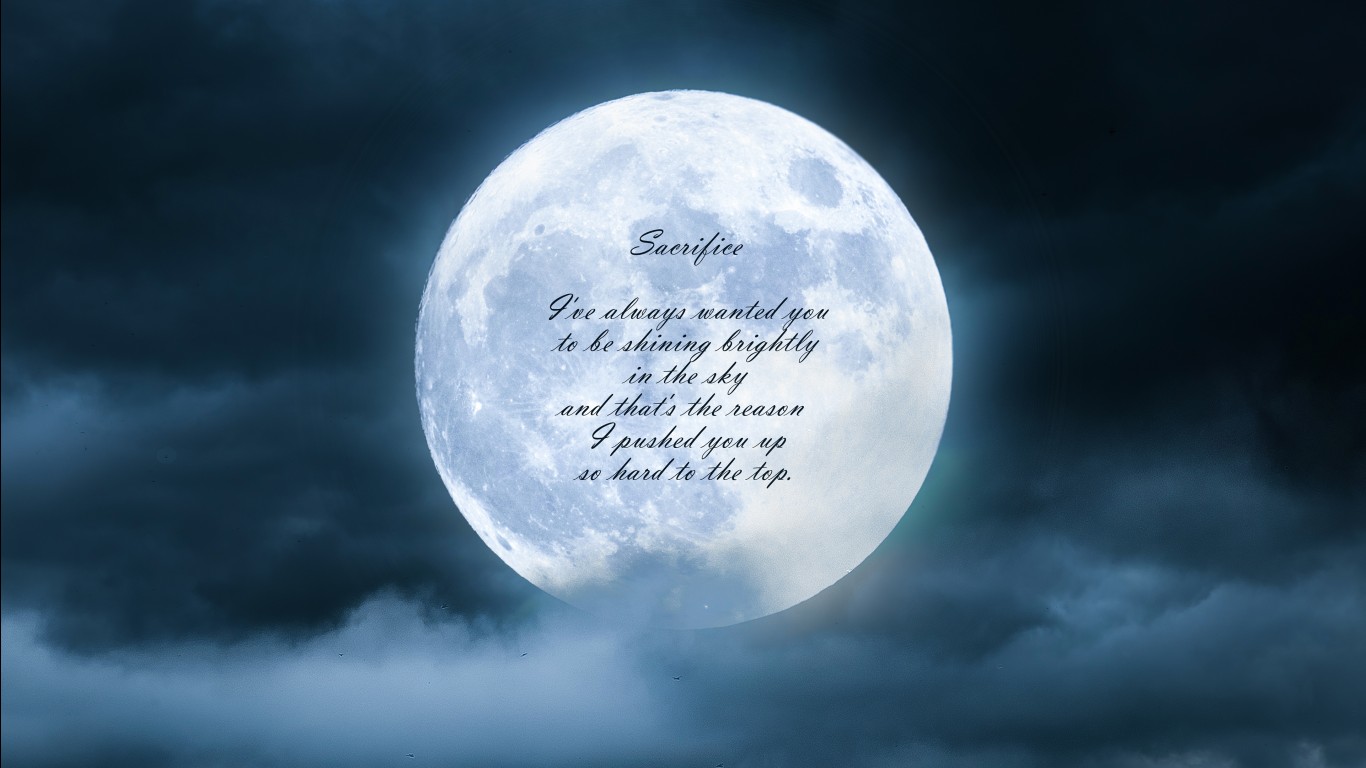 Sacrifice
I've always wanted you
to be shining brightly
in the sky
and that's the reason
I pushed you up
so hard to the top.